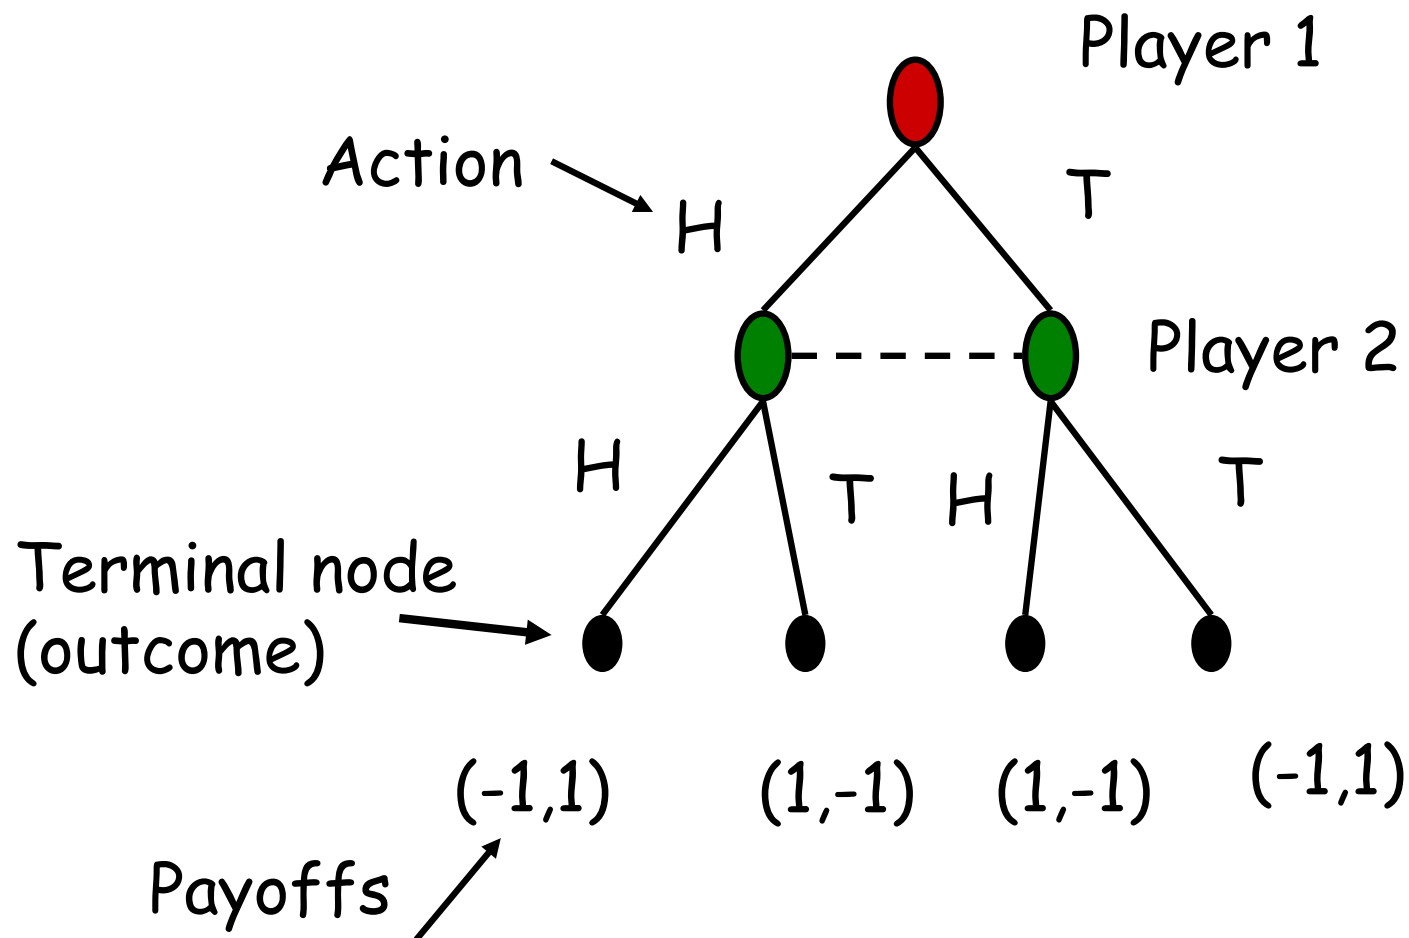 Player 1
Action
T
H
Player 2
H
T
H
T
Terminal node
(outcome)
(-1,1)
(1,-1)
(1,-1)
(-1,1)
Payoffs